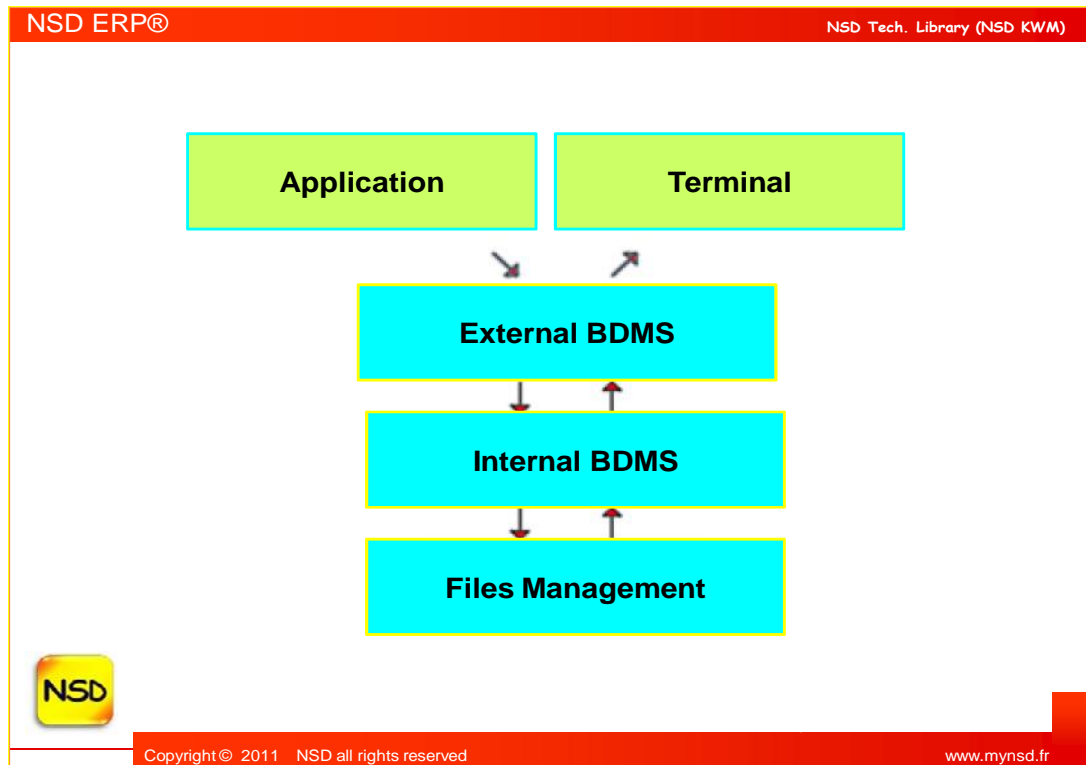 NSD ERP®
NSD Tech. Library (NSD KWM)
Application
Terminal
External BDMS
Internal BDMS
Files Management
NSD
Copyright © 2011 NSD all rights reserved
www.mynsd.fr